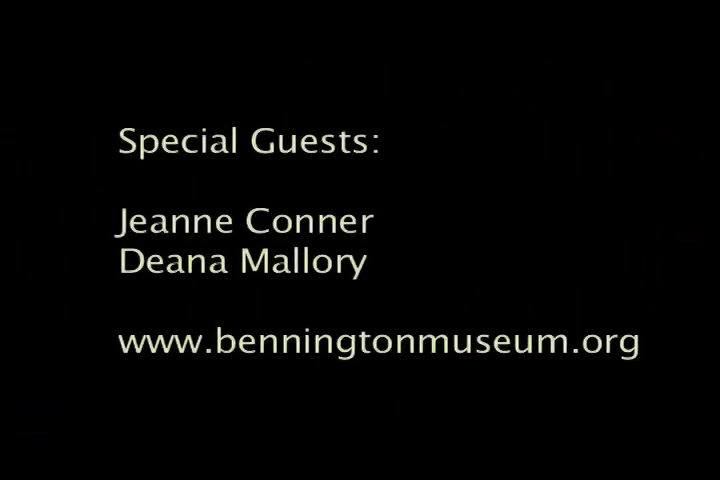 Special Guests:
Jeanne Conner
Deana Mallory
www.benningtonmuseum.org